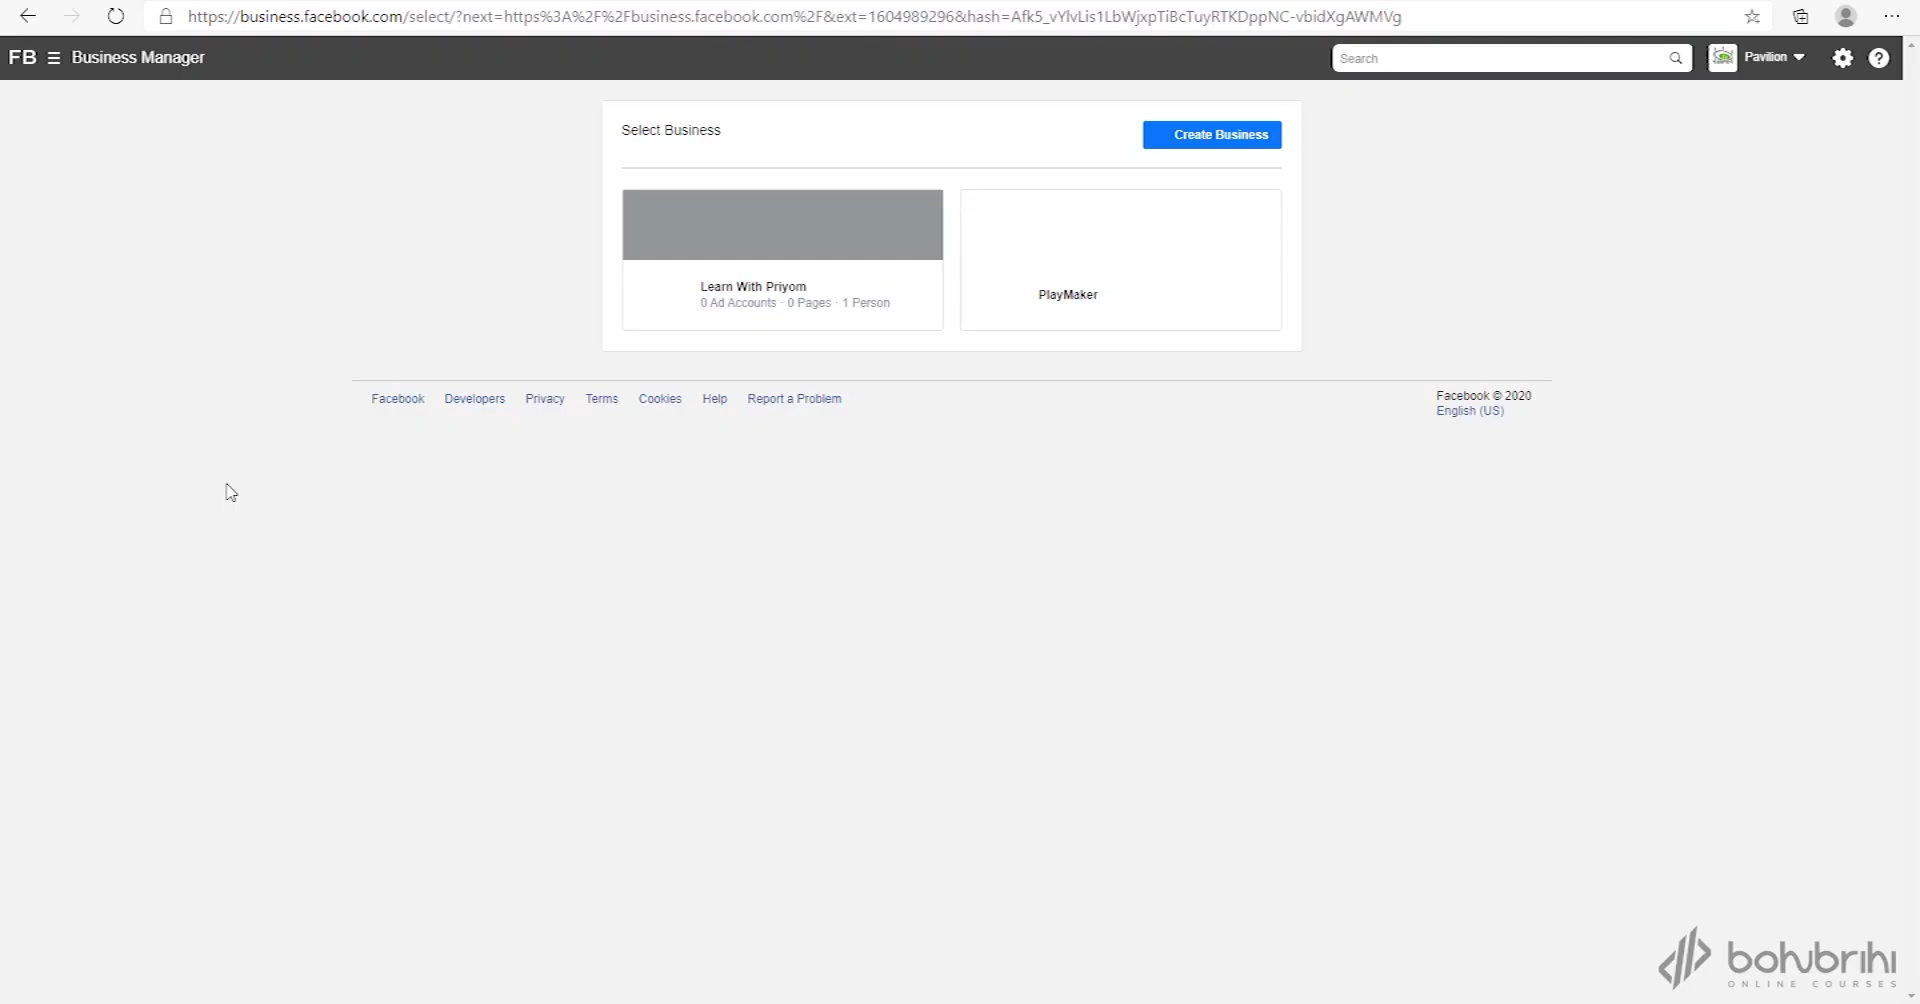 https://business.facebook.com/select/?next=https%3A%2F%2Fbusiness.facebook.com%2F&ext=1604989296&hash=Afk5_vYlvLis1LbWjxpTiBcTuyRTKDppNC-vbidXgAWMVg
FB Business Manager
Search
Pavilion
Select Business
Create Business
Learn With Priyom
0 Ad Accounts · 0 Pages · 1 Person
PlayMaker
Facebook Developers Privacy Terms Cookies Help Report a Problem
Facebook © 2020
English (US)
bohubrihi
ONLINE COURSES